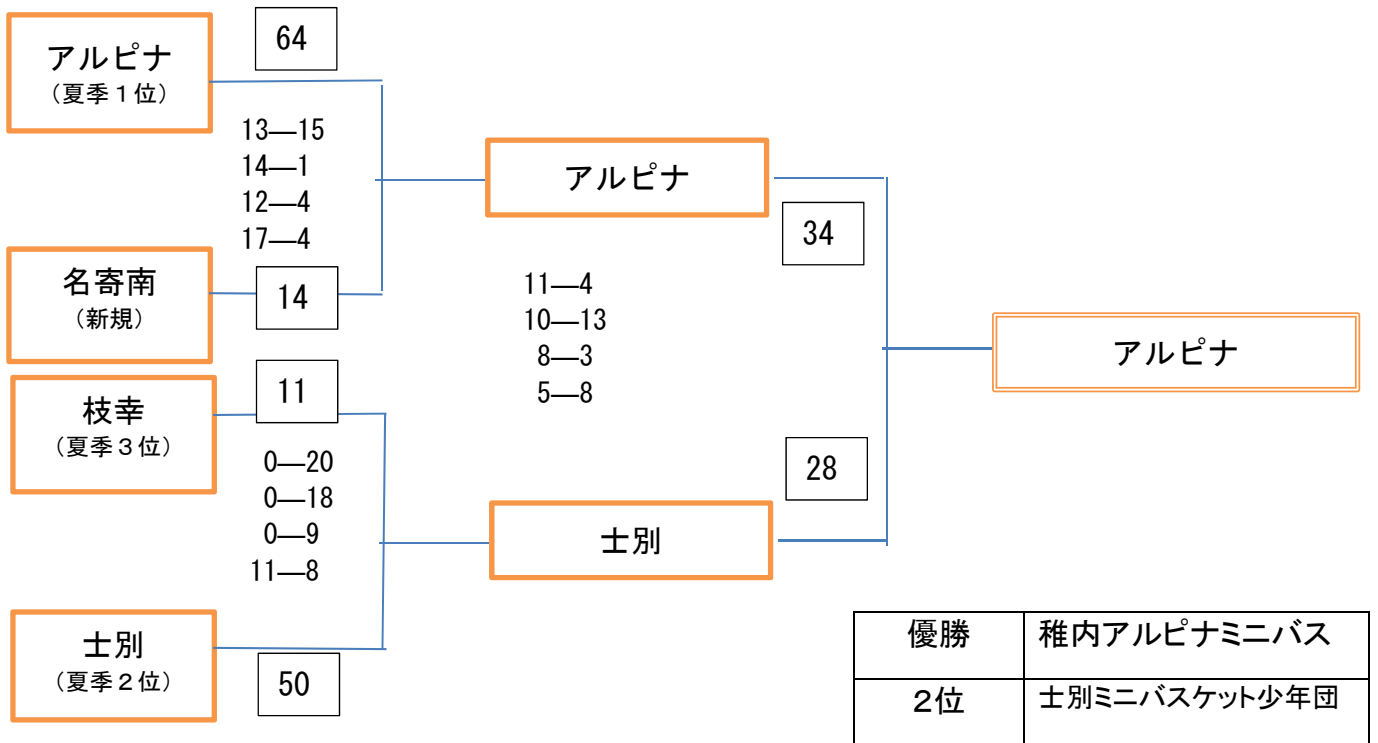 アルピナ
(夏季1位)
64
13―15
14―1
12―4
17―4
名寄南
(新規)
14
枝幸
(夏季3位)
11
0―20
0―18
0―9
11―8
士別
(夏季2位)
50
アルピナ
34
11―4
10―13
8―3
5―8
28
士別
アルピナ
優勝 稚内アルピナミニバス
2位 士別ミニバスケット少年団